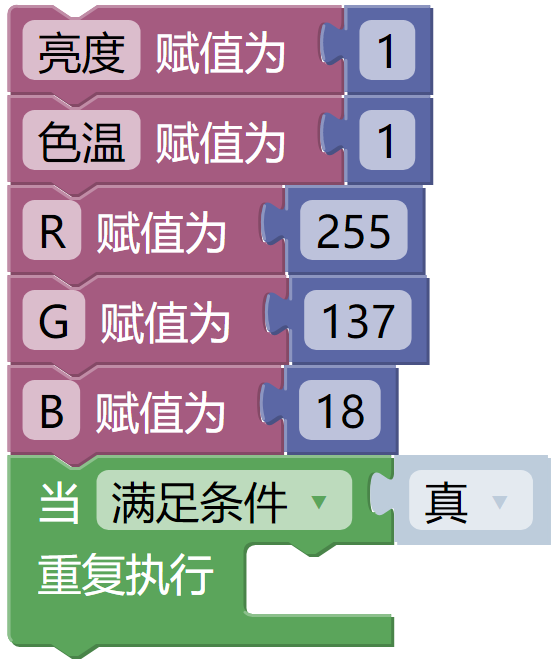 亮度 赋值为 1
色温 赋值为 1
R 赋值为 255
G 赋值为 137
B 赋值为 18
当 满足条件 真
重复执行